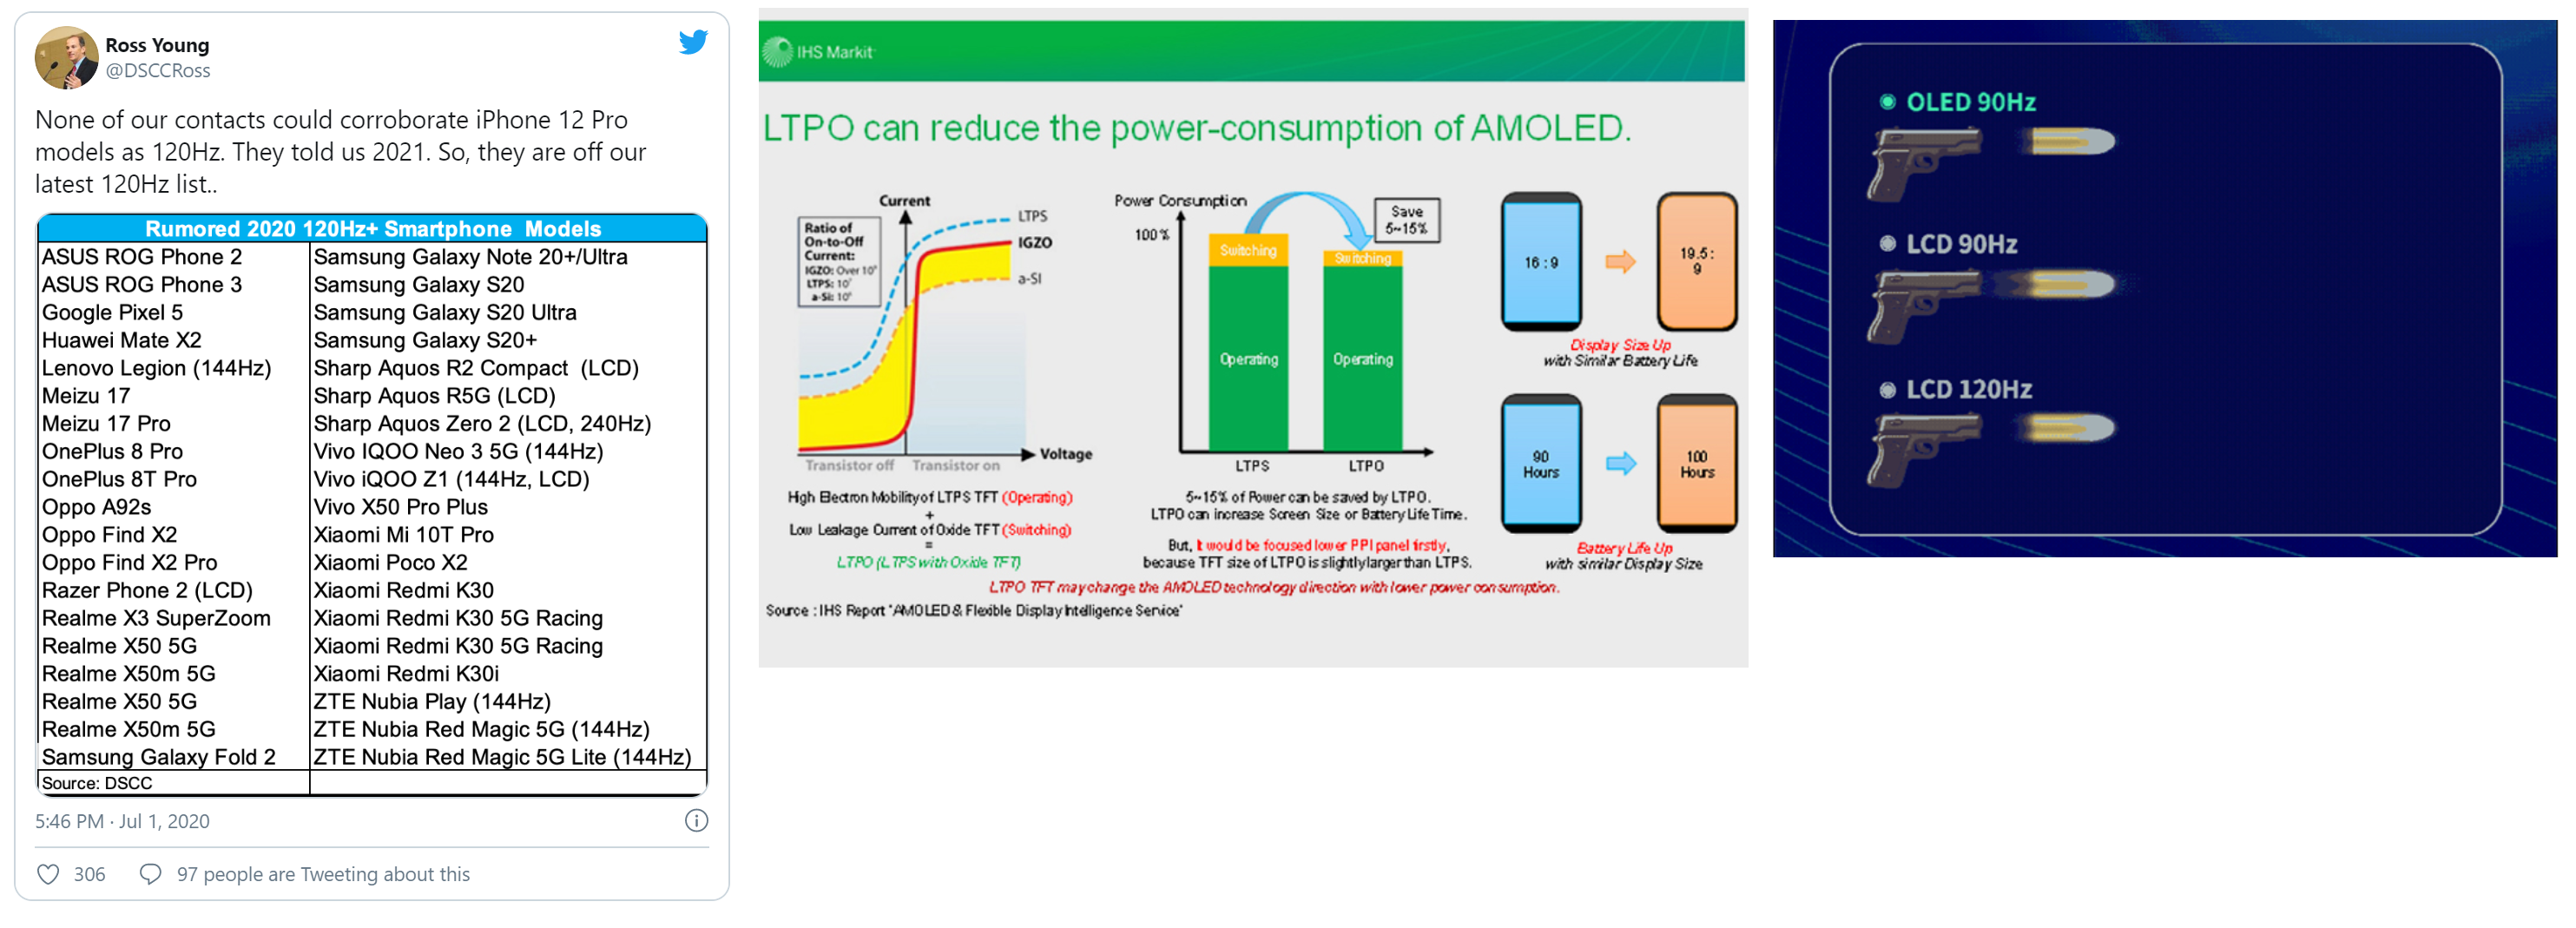 Ross Young
@DSCCRoss
None of our contacts could corroborate iPhone 12 Pro
models as 120Hz. They told us 2021. So, they are off our
latest 120Hz list..
Rumored 2020 120Hz+ Smartphone Models
ASUS ROG Phone 2 Samsung Galaxy Note 20+/Ultra
ASUS ROG Phone 3 Samsung Galaxy S20
Google Pixel 5 Samsung Galaxy S20 Ultra
Huawei Mate X2 Samsung Galaxy S20+
Lenovo Legion (144Hz) Sharp Aquos R2 Compact (LCD)
Meizu 17 Sharp Aquos R5G (LCD)
Meizu 17 Pro Sharp Aquos Zero 2 (LCD, 240Hz)
OnePlus 8 Pro Vivo IQOO Neo 3 5G (144Hz)
OnePlus 8T Pro Vivo iQOO Z1 (144Hz, LCD)
Oppo A92s Vivo X50 Pro Plus
Oppo Find X2 Xiaomi Mi 10T Pro
Oppo Find X2 Pro Xiaomi Poco X2
Razer Phone 2 (LCD) Xiaomi Redmi K30
Realme X3 SuperZoom Xiaomi Redmi K30 5G Racing
Realme X50 5G Xiaomi Redmi K30 5G Racing
Realme X50m 5G Xiaomi Redmi K30i
Realme X50 5G ZTE Nubia Play (144Hz)
Realme X50m 5G ZTE Nubia Red Magic 5G (144Hz)
Samsung Galaxy Fold 2 ZTE Nubia Red Magic 5G Lite (144Hz)
Source: DSCC
5:46 PM · Jul 1, 2020
306 97 people are Tweeting about this
IHS Markit
LTPO can reduce the power-consumption of AMOLED.
Current
Ratio of
On-to-Off
Current:
IGZO: Over 10⁹
LTPS: 10⁷
a-Si: 10⁶
LTPS
IGZO
a-SI
Voltage
Transistor off Transistor on
High Electron Mobility of LTPS TFT (Operating)
+
Low Leakage Current of Oxide TFT (Switching)
=
LTPO (LTPS with Oxide TFT)
Power Consumption
100%
Save
5~15%
Switching Switching
Operating Operating
LTPS LTPO
5~15% of Power can be saved by LTPO.
LTPO can increase Screen Size or Battery Life Time.
But, It would be focused lower PPI panel firstly,
because TFT size of LTPO is slightly larger than LTPS.
16 : 9
19.5 :
9
Display Size Up
with Similar Battery Life
90
Hours
100
Hours
Battery Life Up
with similar Display Size
LTPO TFT may change the AMOLED technology direction with lower power consumption.
Source : IHS Report "AMOLED & Flexible Display Intelligence Service"
OLED 90Hz
LCD 90Hz
LCD 120Hz